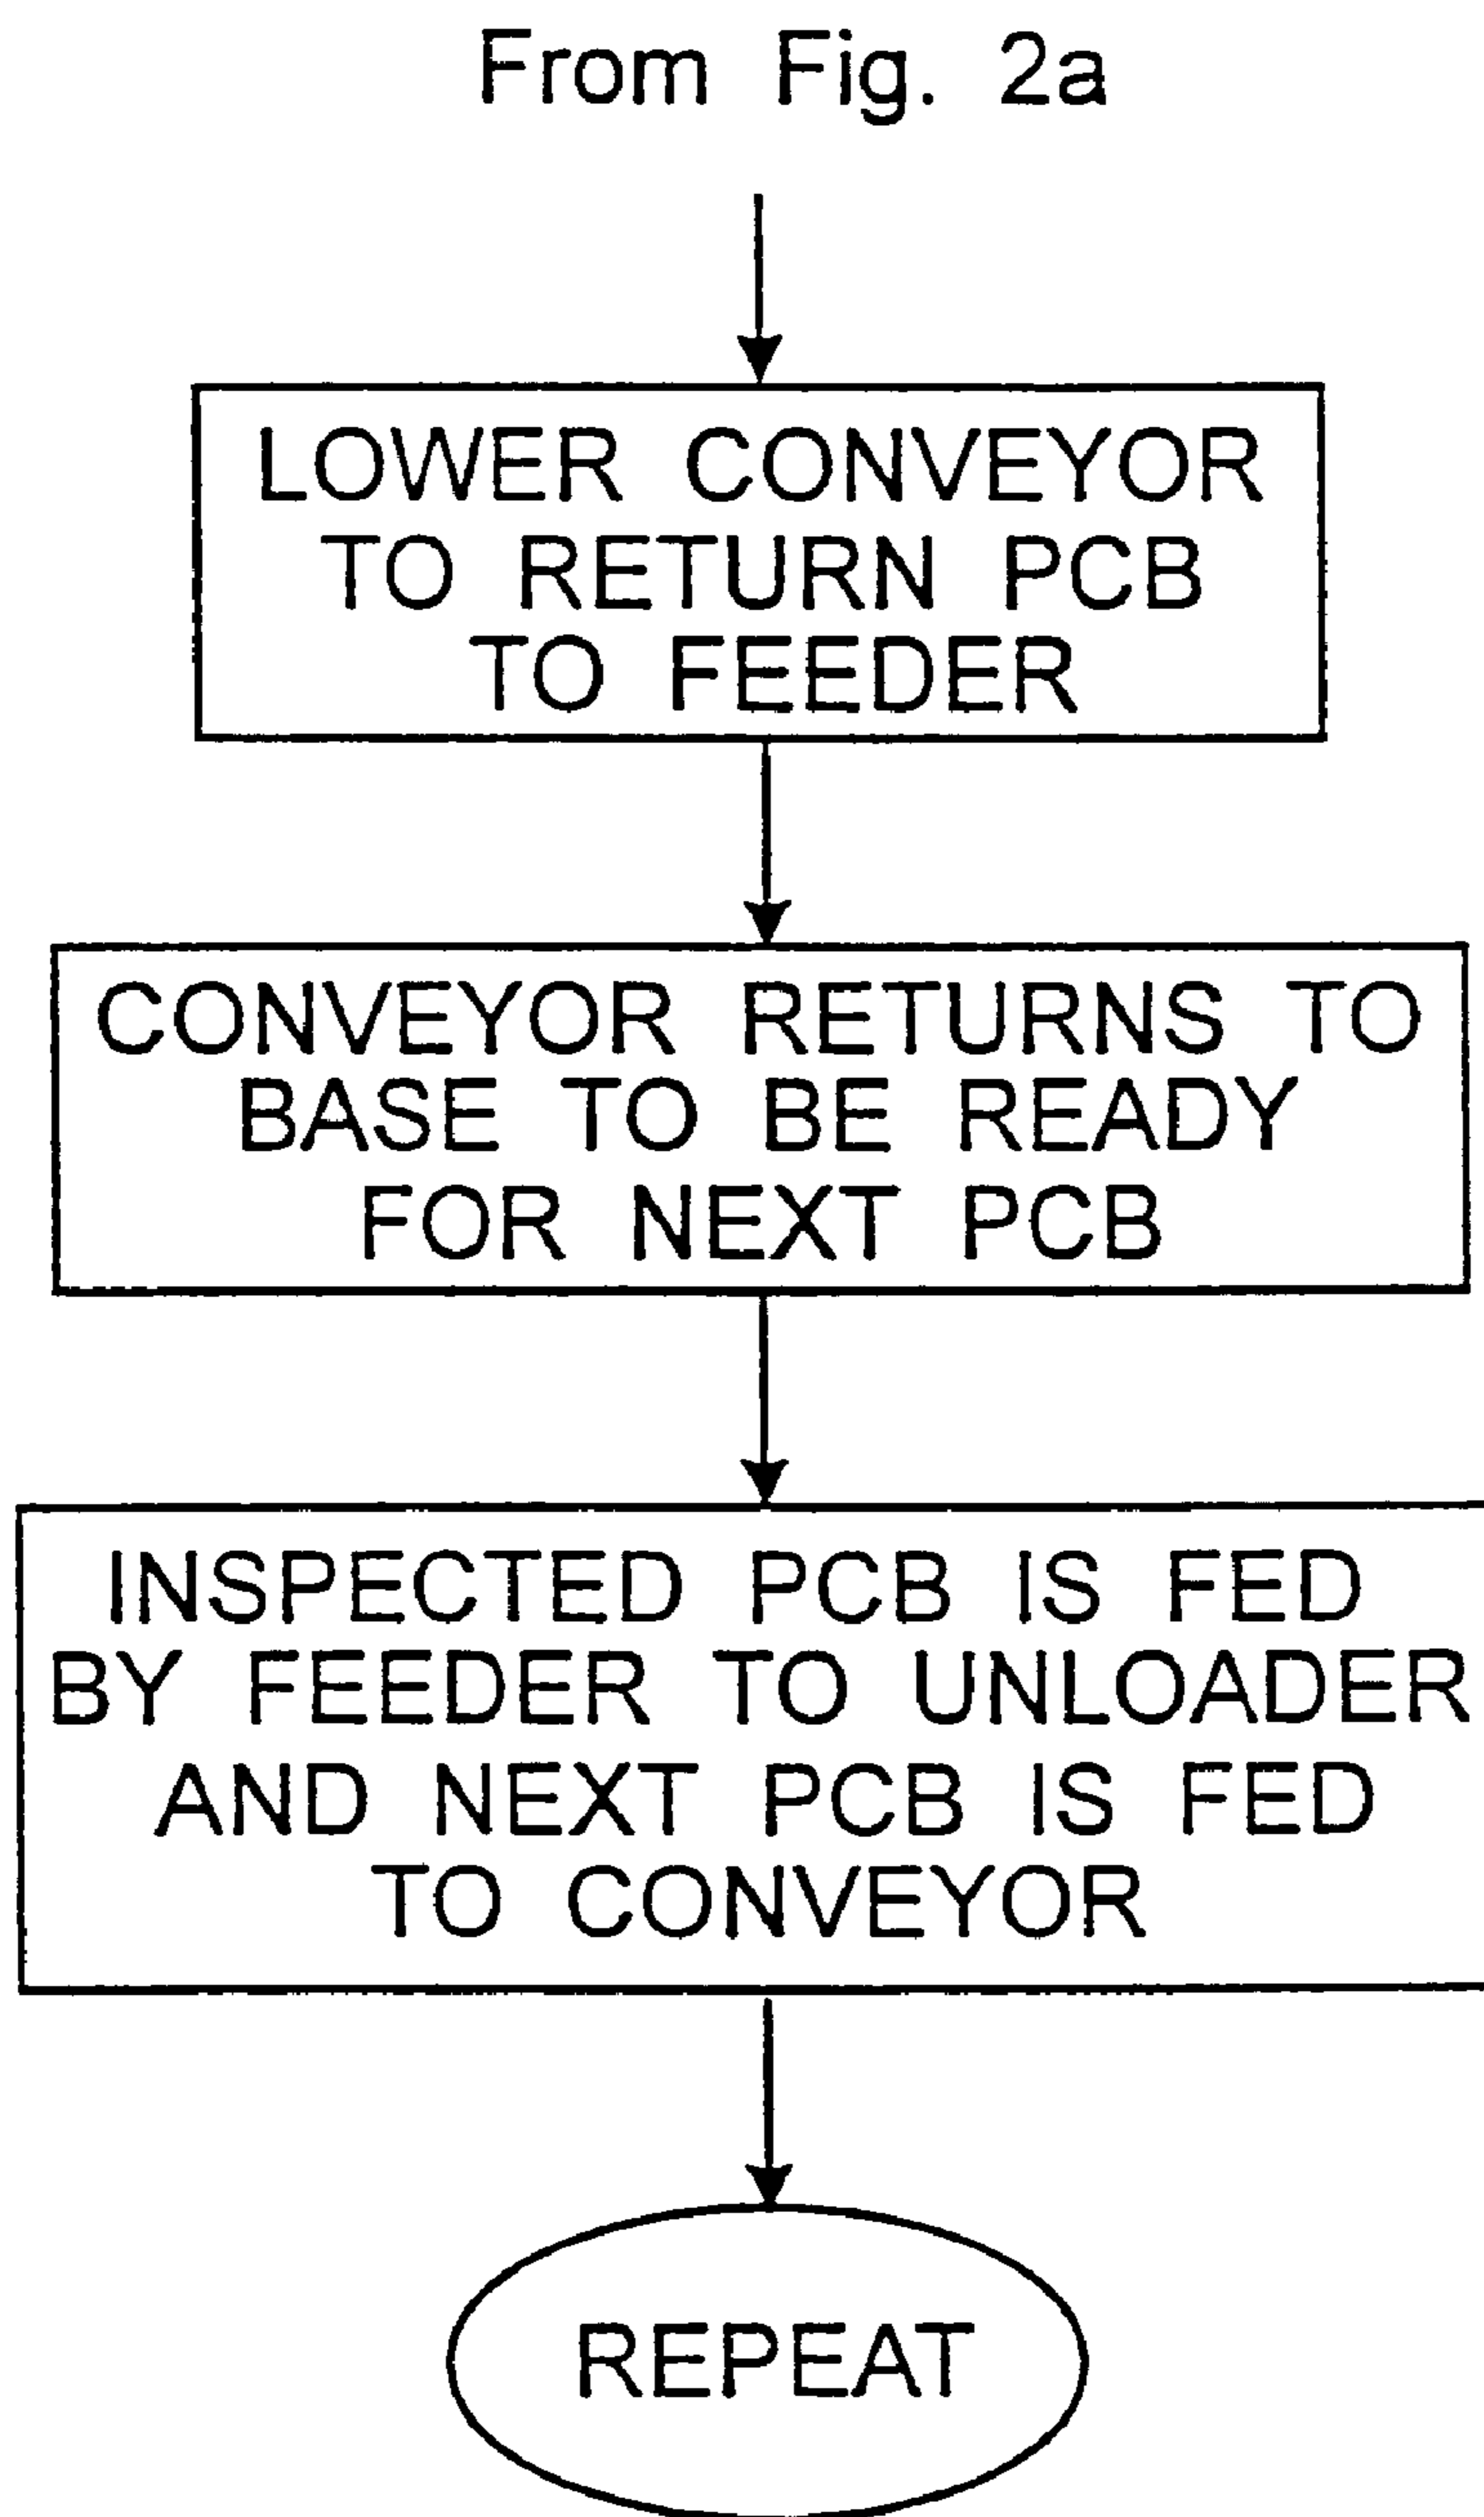 From Fig. 2a
LOWER CONVEYOR
TO RETURN PCB
TO FEEDER
CONVEYOR RETURNS TO
BASE TO BE READY
FOR NEXT PCB
INSPECTED PCB IS FED
BY FEEDER TO UNLOADER
AND NEXT PCB IS FED
TO CONVEYOR
REPEAT